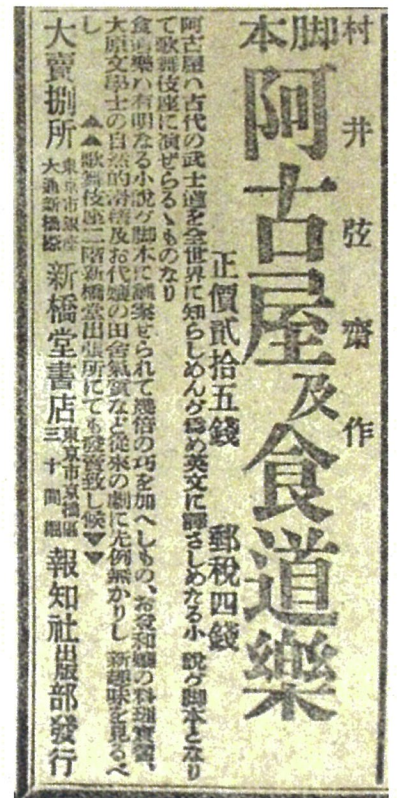 村井弦齋作
脚本
阿古屋及食道樂
正價貳拾五錢 郵稅四錢
阿古屋ハ古代の武士道を全世界に知らしめんが爲め英文に譯さしめたる小説が脚本となり
て歌舞伎座に演ぜらるゝものなり
食道樂ハ有明なる小説が脚本に飜案せられて幾倍の巧を加へしもの、お登和孃の料理實驗、
大原文學士の自然的滑稽及お代孃の田舍氣質など從來の劇に先例無かりし 新趣味を見るべ
し ▲▲歌舞伎座二階新橋堂出張所にても發賣致し候▼▼
大賣捌所 東京市銀座大通新橋際 新橋堂書店 東京市京橋區三十間堀 報知社出版部發行